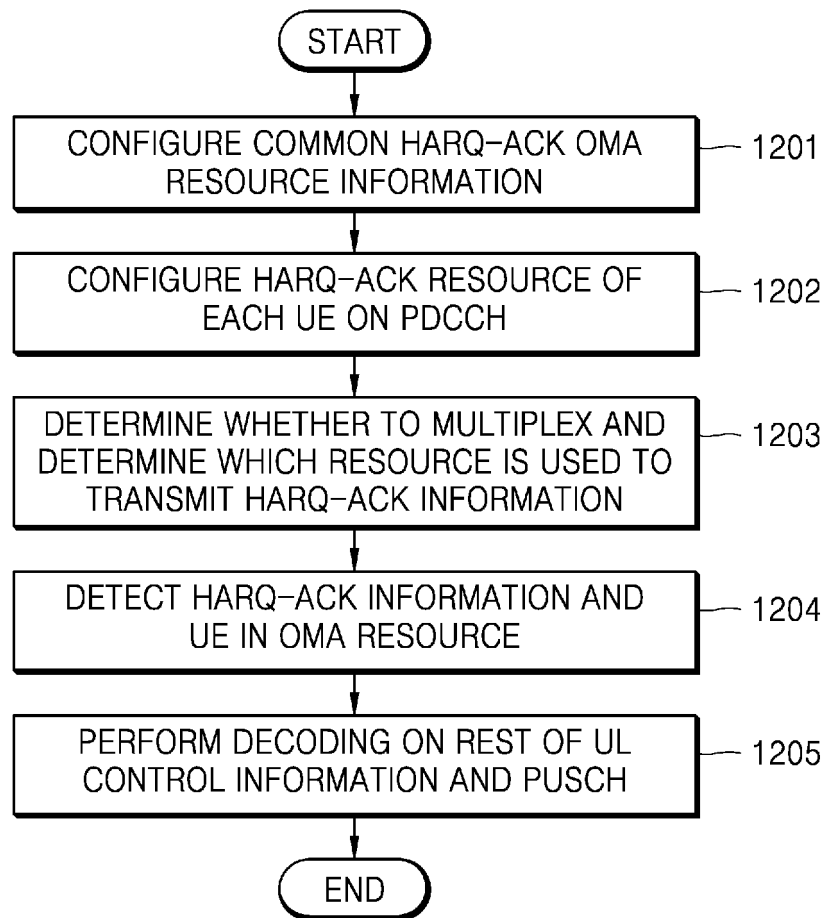 START
CONFIGURE COMMON HARQ-ACK OMA
RESOURCE INFORMATION
1201
CONFIGURE HARQ-ACK RESOURCE OF
EACH UE ON PDCCH
1202
DETERMINE WHETHER TO MULTIPLEX AND
DETERMINE WHICH RESOURCE IS USED TO
TRANSMIT HARQ-ACK INFORMATION
1203
DETECT HARQ-ACK INFORMATION AND
UE IN OMA RESOURCE
1204
PERFORM DECODING ON REST OF UL
CONTROL INFORMATION AND PUSCH
1205
END